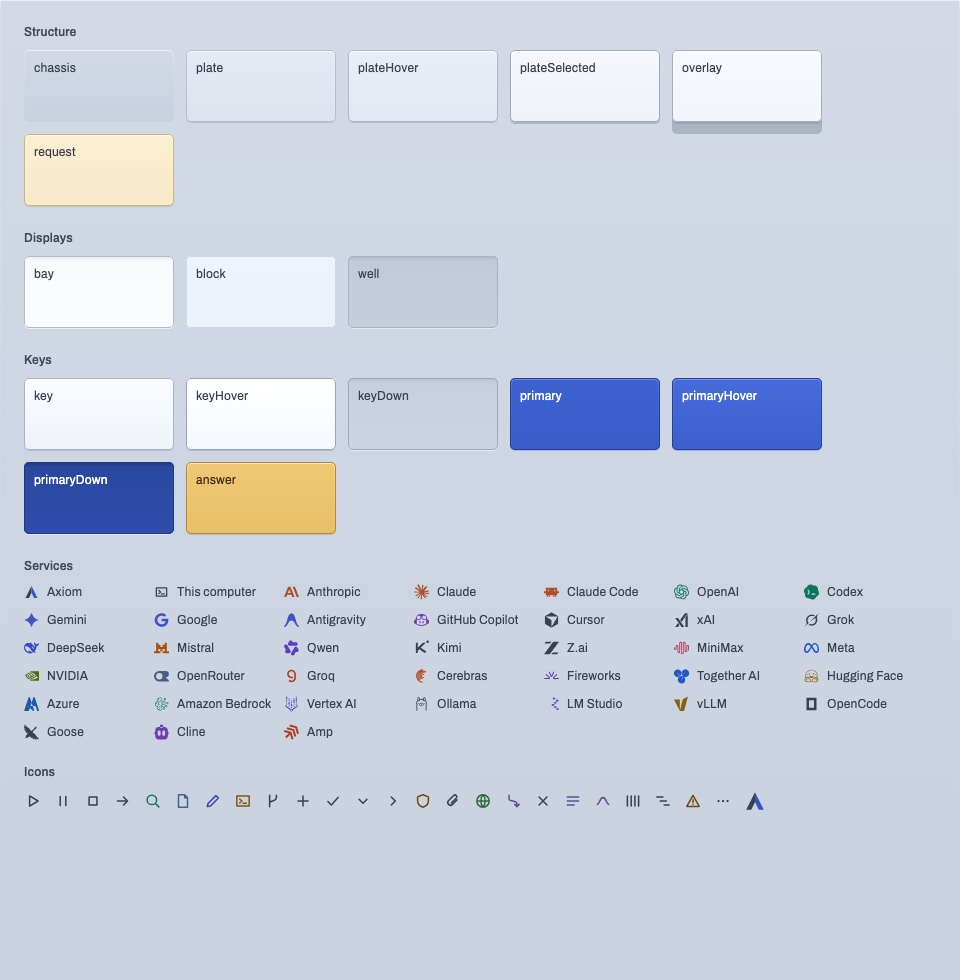 Structure
chassis plate plateHover plateSelected overlay
request
Displays
bay block well
Keys
key keyHover keyDown primary primaryHover
primaryDown answer
Services
Axiom This computer Anthropic Claude Claude Code OpenAI Codex
Gemini Google Antigravity GitHub Copilot Cursor xAI Grok
DeepSeek Mistral Qwen Kimi Z.ai MiniMax Meta
NVIDIA OpenRouter Groq Cerebras Fireworks Together AI Hugging Face
Azure Amazon Bedrock Vertex AI Ollama LM Studio vLLM OpenCode
Goose Cline Amp
Icons